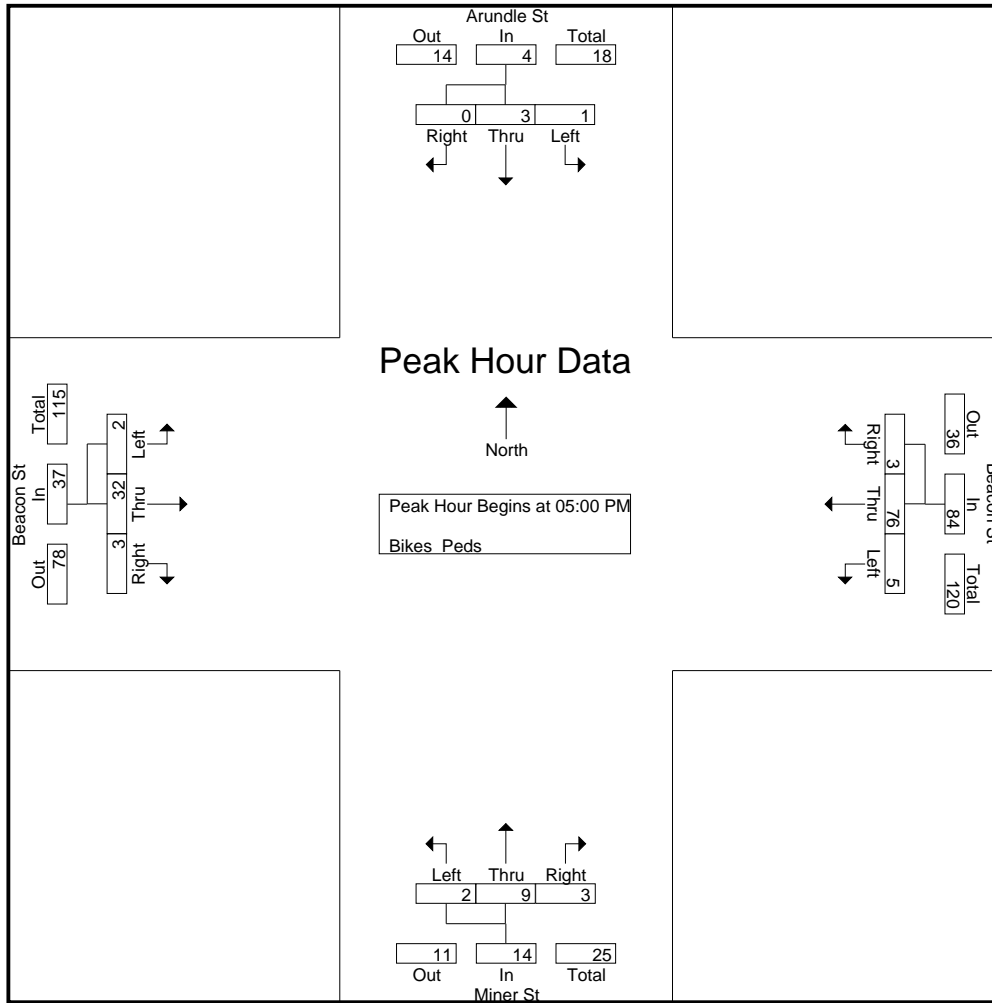 Arundle St
Out In Total
14 4 18
0 3 1
Right Thru Left
Peak Hour Data
North
Peak Hour Begins at 05:00 PM
Bikes Peds
Beacon St
Total In Out
115 37 78
2 32 3
Left Thru Right
Beacon St
Out In Total
36 84 120
3 76 5
Right Thru Left
Left Thru Right
2 9 3
11 14 25
Out In Total
Miner St